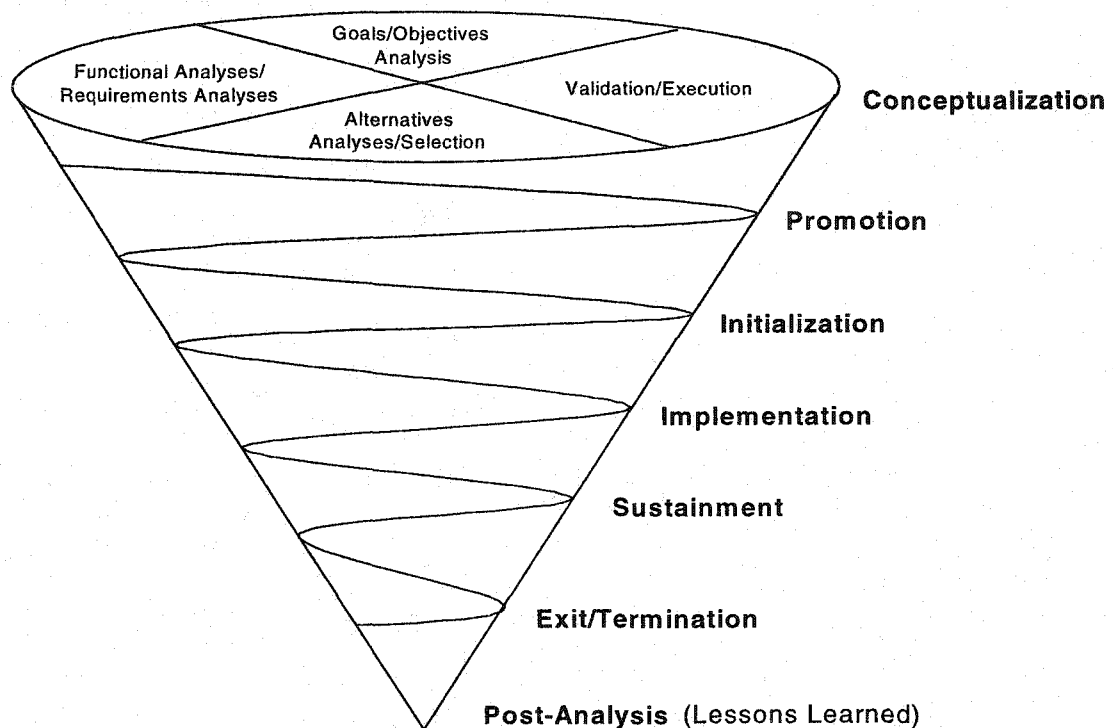 Goals/Objectives
Analysis
Functional Analyses/
Requirements Analyses
Validation/Execution
Alternatives
Analyses/Selection
Conceptualization
Promotion
Initialization
Implementation
Sustainment
Exit/Termination
Post-Analysis (Lessons Learned)